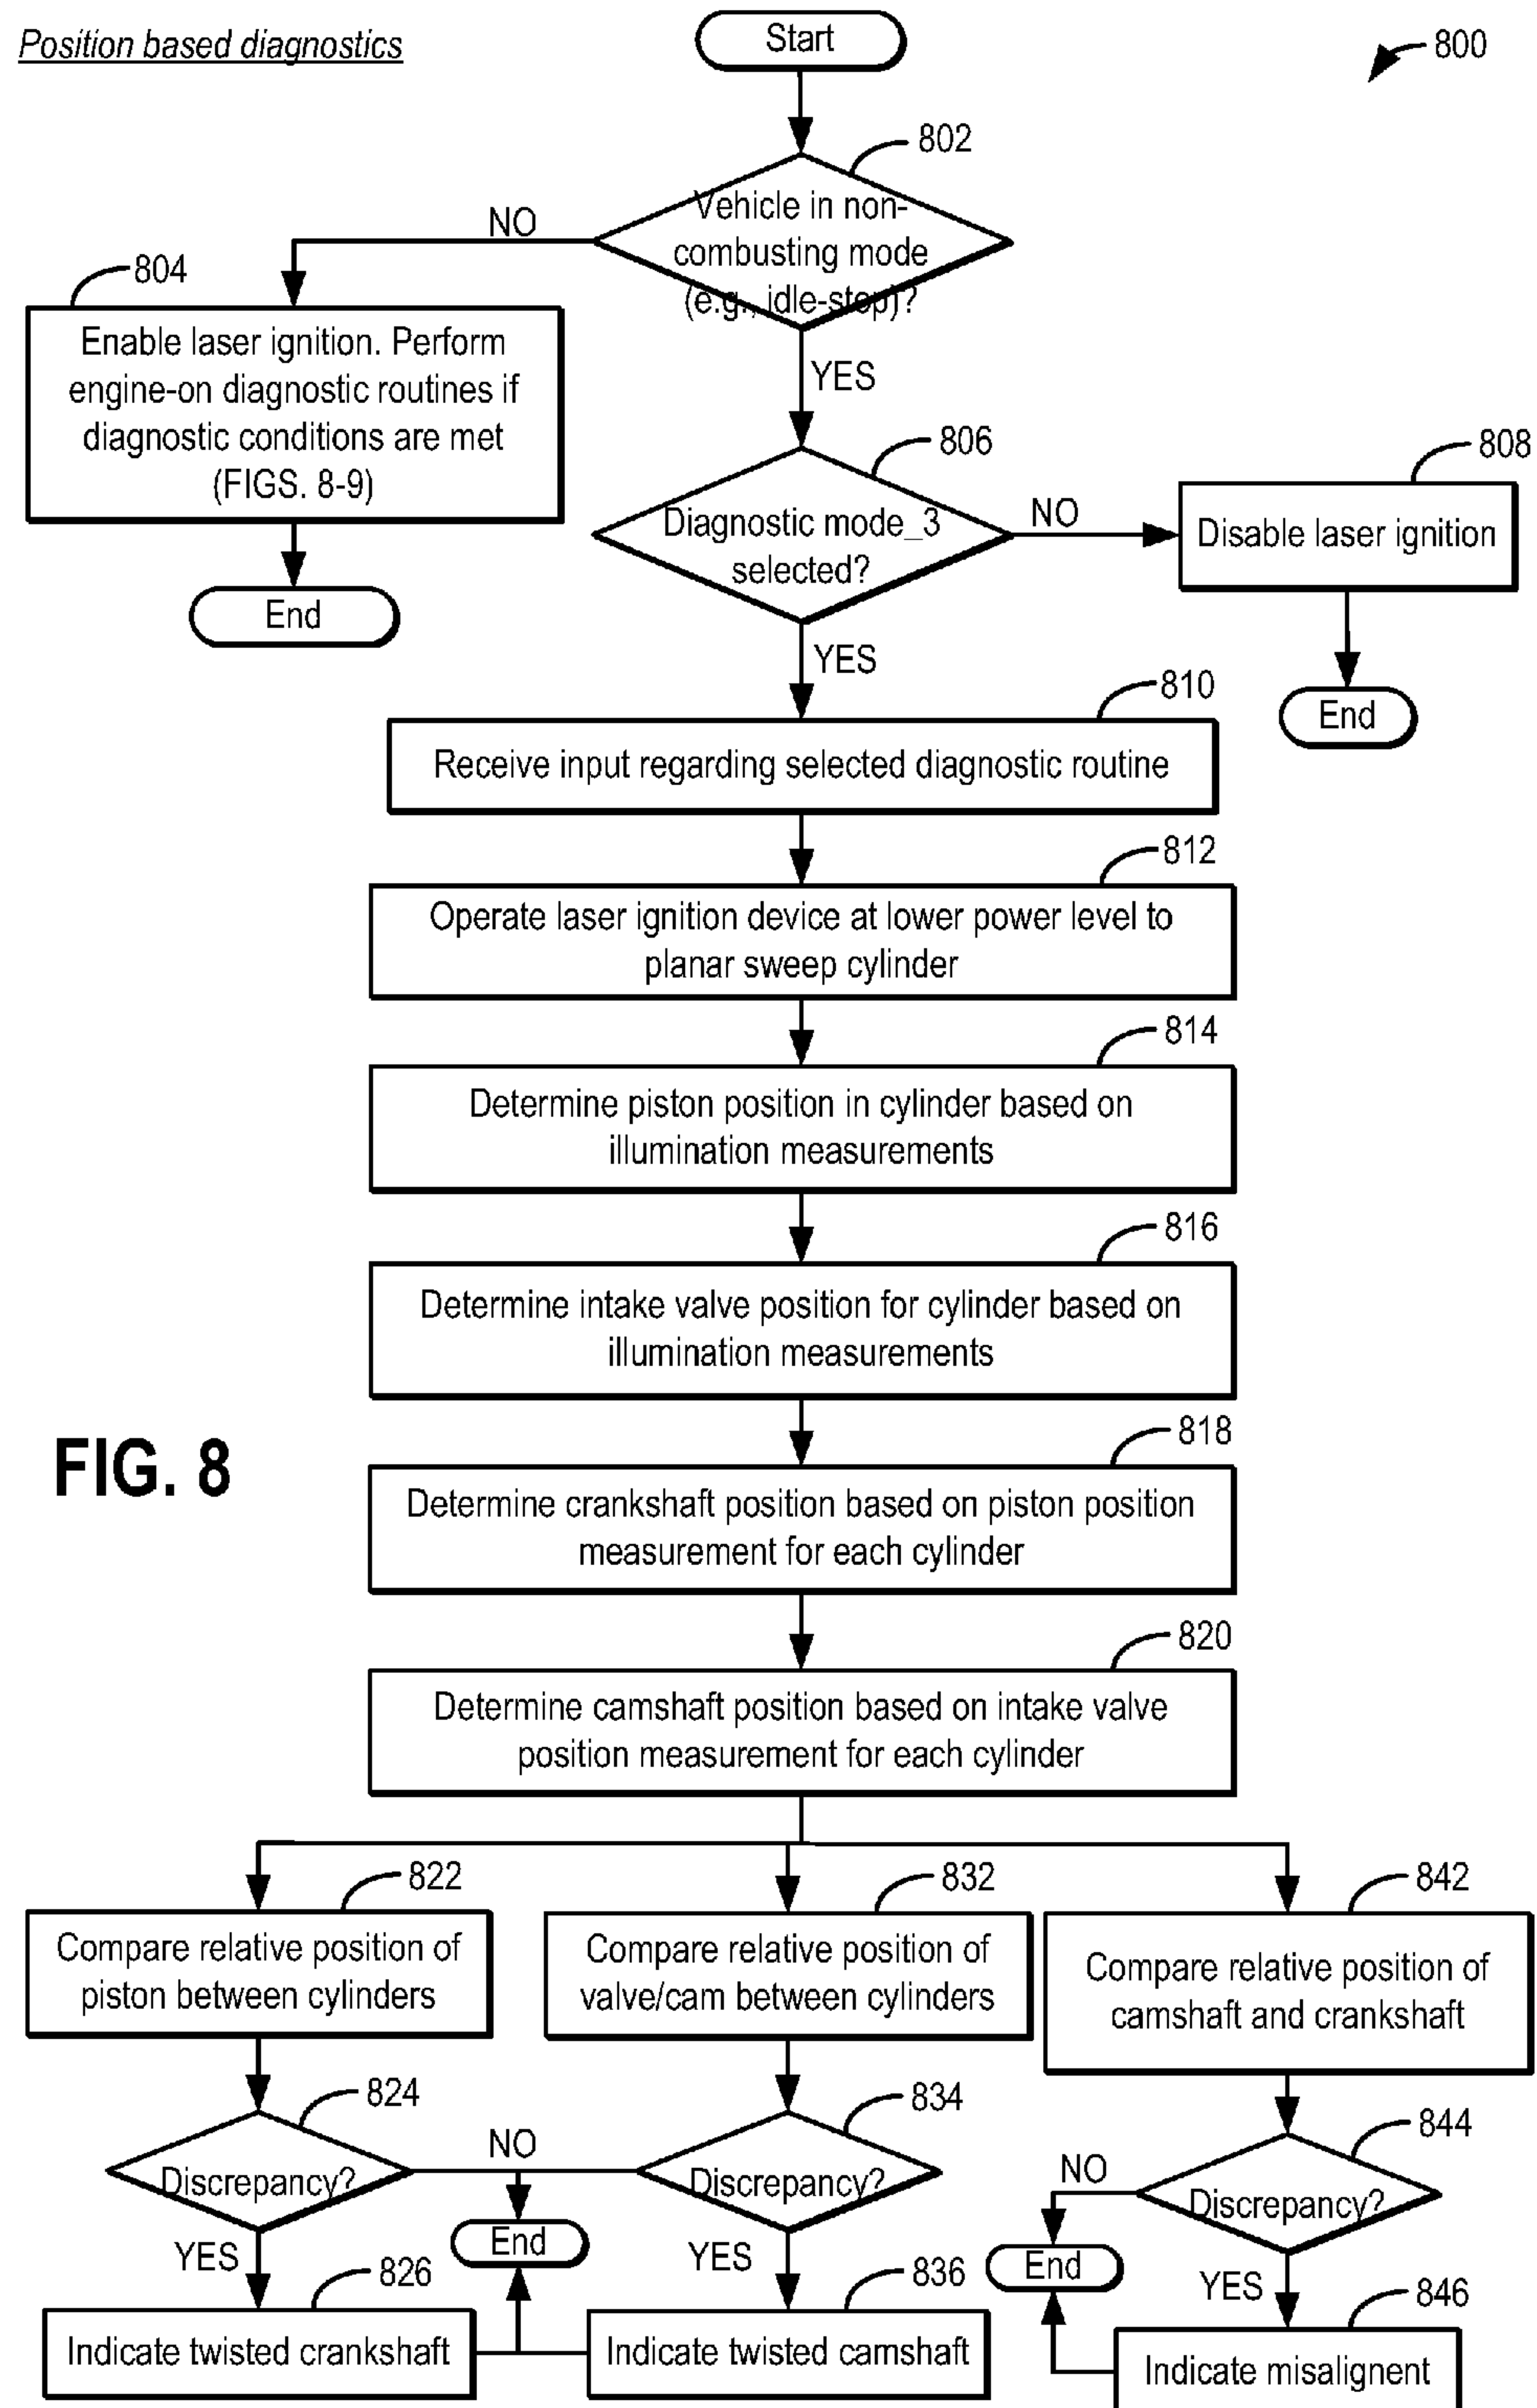 Position based diagnostics
Start
800
802
Vehicle in non-
combusting mode
(e.g., idle-stop)?
NO
YES
804
Enable laser ignition. Perform
engine-on diagnostic routines if
diagnostic conditions are met
(FIGS. 8-9)
End
806
Diagnostic mode_3
selected?
NO
YES
808
Disable laser ignition
End
810
Receive input regarding selected diagnostic routine
812
Operate laser ignition device at lower power level to
planar sweep cylinder
814
Determine piston position in cylinder based on
illumination measurements
816
Determine intake valve position for cylinder based on
illumination measurements
FIG. 8
818
Determine crankshaft position based on piston position
measurement for each cylinder
820
Determine camshaft position based on intake valve
position measurement for each cylinder
822
Compare relative position of
piston between cylinders
832
Compare relative position of
valve/cam between cylinders
842
Compare relative position of
camshaft and crankshaft
824
Discrepancy?
NO
834
Discrepancy?
844
Discrepancy?
NO
End
End
YES
YES
YES
826
Indicate twisted crankshaft
836
Indicate twisted camshaft
846
Indicate misalignent